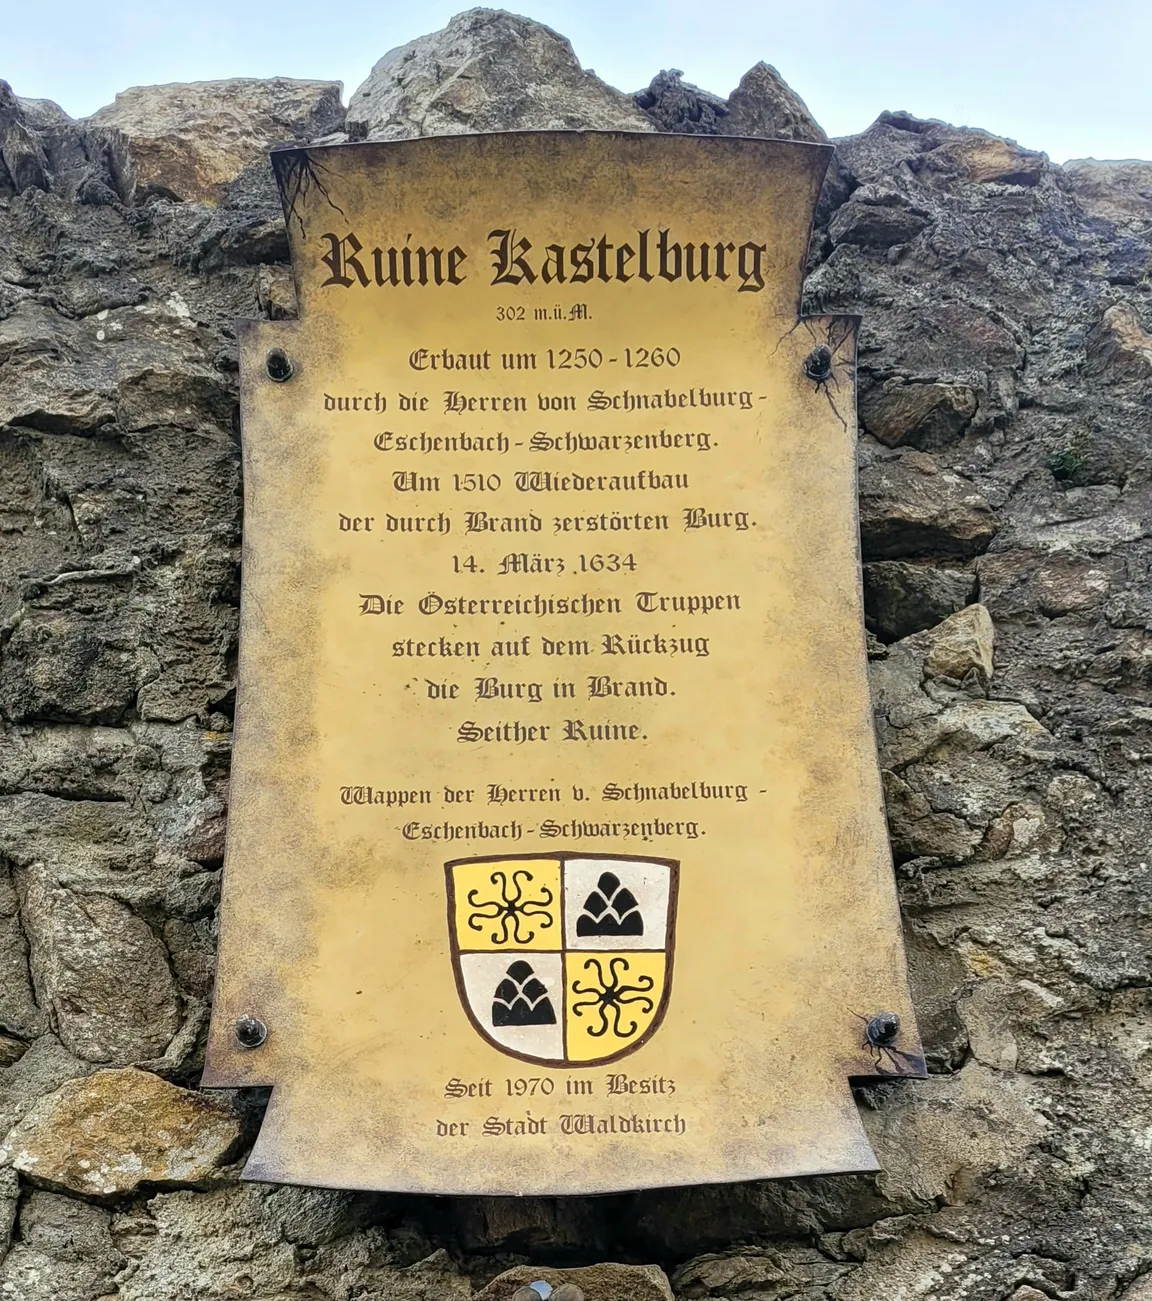 Ruine Kastelburg
302 m.ü.M.
Erbaut um 1250 - 1260
durch die Herren von Schnabelburg -
Eschenbach - Schwarzenberg.
Um 1510 Wiederaufbau
der durch Brand zerstörten Burg.
14. März 1634
Die Österreichischen Truppen
stecken auf dem Rückzug
die Burg in Brand.
Seither Ruine.
Wappen der Herren v. Schnabelburg -
Eschenbach - Schwarzenberg.
Seit 1970 im Besitz
der Stadt Waldkirch